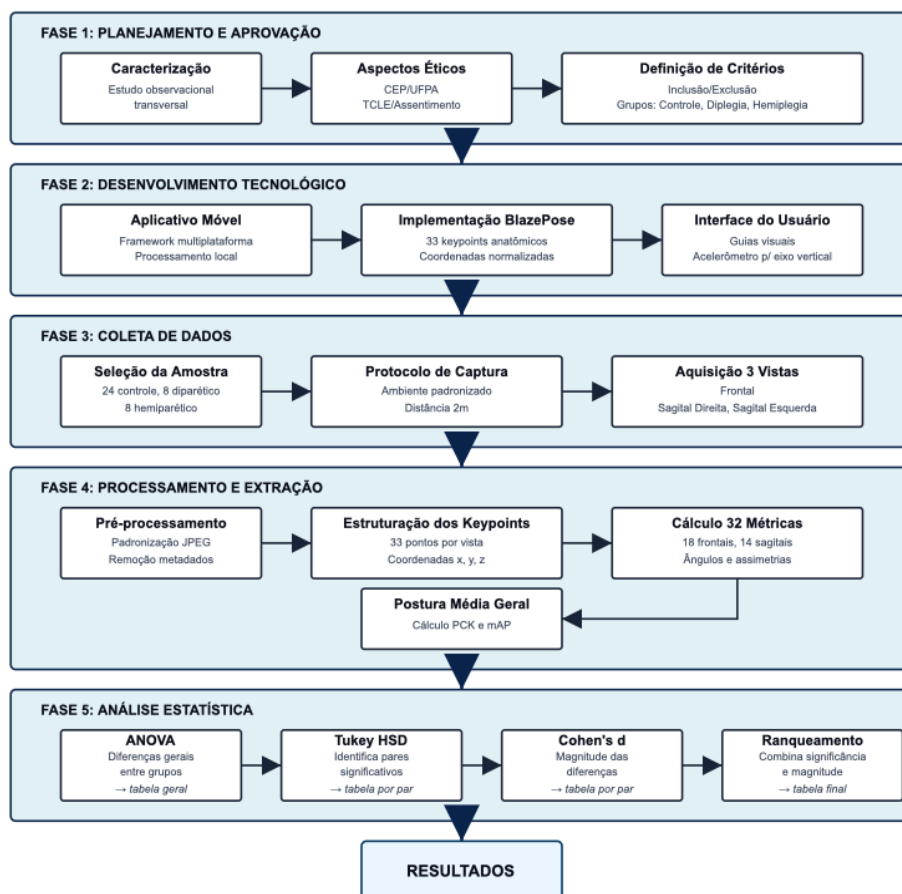 FASE 1: PLANEJAMENTO E APROVAÇÃO
Caracterização
Estudo observacional
transversal
Aspectos Éticos
CEP/UFPA
TCLE/Assentimento
Definição de Critérios
Inclusão/Exclusão
Grupos: Controle, Diplegia, Hemiplegia
FASE 2: DESENVOLVIMENTO TECNOLÓGICO
Aplicativo Móvel
Framework multiplataforma
Processamento local
Implementação BlazePose
33 keypoints anatômicos
Coordenadas normalizadas
Interface do Usuário
Guias visuais
Acelerômetro p/ eixo vertical
FASE 3: COLETA DE DADOS
Seleção da Amostra
24 controle, 8 diparético
8 hemiparético
Protocolo de Captura
Ambiente padronizado
Distância 2m
Aquisição 3 Vistas
Frontal
Sagital Direita, Sagital Esquerda
FASE 4: PROCESSAMENTO E EXTRAÇÃO
Pré-processamento
Padronização JPEG
Remoção metadados
Estruturação dos Keypoints
33 pontos por vista
Coordenadas x, y, z
Cálculo 32 Métricas
18 frontais, 14 sagitais
Ângulos e assimetrias
Postura Média Geral
Cálculo PCK e mAP
FASE 5: ANÁLISE ESTATÍSTICA
ANOVA
Diferenças gerais
entre grupos
→ tabela geral
Tukey HSD
Identifica pares
significativos
→ tabela por par
Cohen's d
Magnitude das
diferenças
→ tabela por par
Ranqueamento
Combina significância
e magnitude
→ tabela final
RESULTADOS